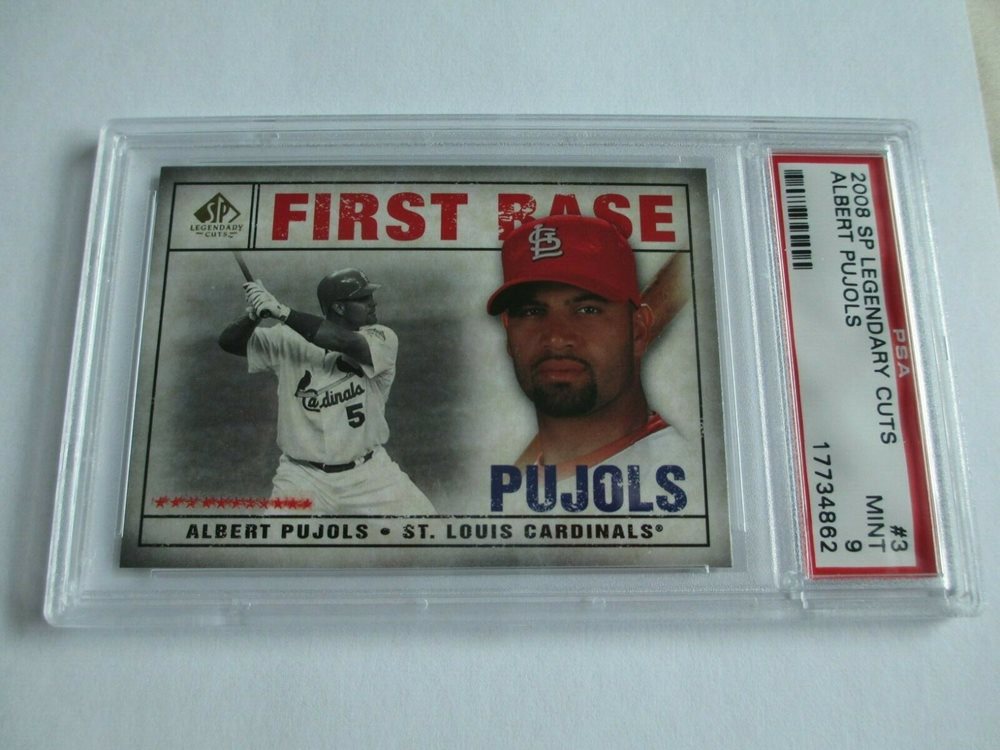 SP
LEGENDARY
CUTS
FIRST BASE
Cardinals
5
PUJOLS
ALBERT PUJOLS • ST. LOUIS CARDINALS®
2008 SP LEGENDARY CUTS #3
ALBERT PUJOLS MINT
9
PSA 17734862